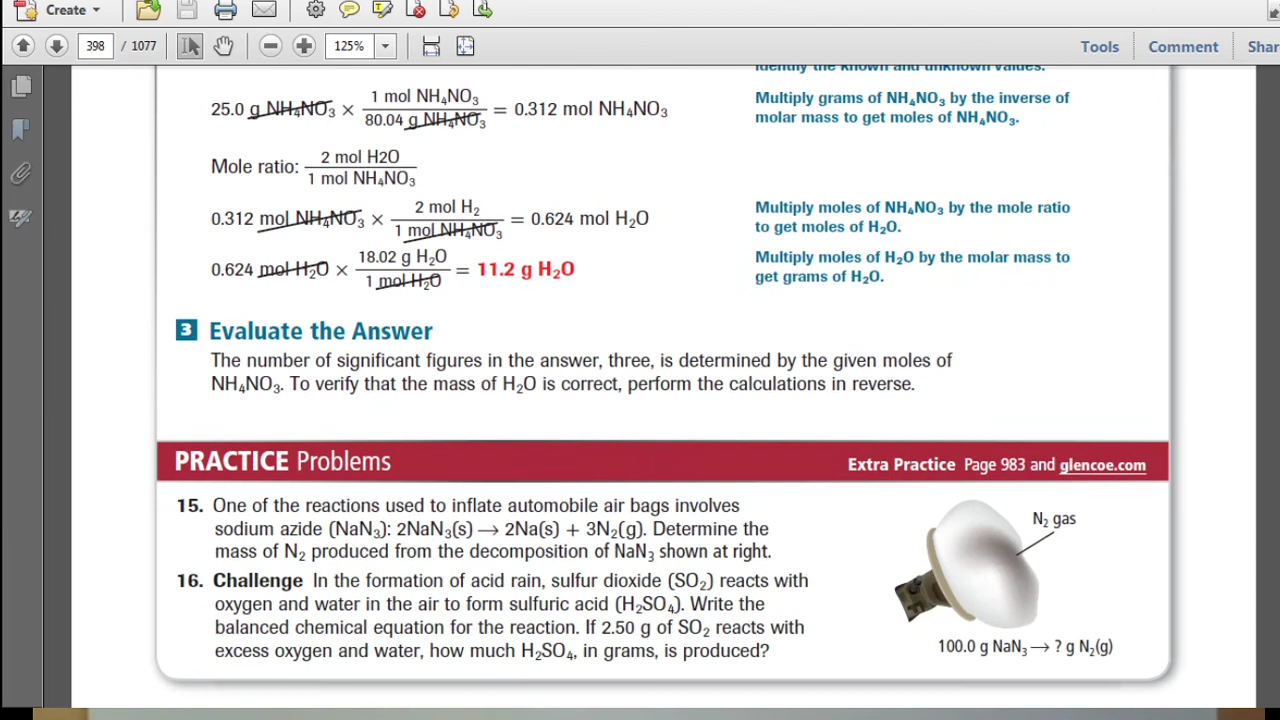 Create
398 / 1077
125%
Tools
Comment
Shar
identify the known and unknown values.
25.0 g NH₄NO₃ × 1 mol NH₄NO₃ / 80.04 g NH₄NO₃ = 0.312 mol NH₄NO₃
Multiply grams of NH₄NO₃ by the inverse of
molar mass to get moles of NH₄NO₃.
Mole ratio: 2 mol H2O / 1 mol NH₄NO₃
0.312 mol NH₄NO₃ × 2 mol H₂ / 1 mol NH₄NO₃ = 0.624 mol H₂O
Multiply moles of NH₄NO₃ by the mole ratio
to get moles of H₂O.
0.624 mol H₂O × 18.02 g H₂O / 1 mol H₂O = 11.2 g H₂O
Multiply moles of H₂O by the molar mass to
get grams of H₂O.
3 Evaluate the Answer
The number of significant figures in the answer, three, is determined by the given moles of
NH₄NO₃. To verify that the mass of H₂O is correct, perform the calculations in reverse.
PRACTICE Problems
Extra Practice Page 983 and glencoe.com
15. One of the reactions used to inflate automobile air bags involves
sodium azide (NaN₃): 2NaN₃(s) → 2Na(s) + 3N₂(g). Determine the
mass of N₂ produced from the decomposition of NaN₃ shown at right.
16. Challenge In the formation of acid rain, sulfur dioxide (SO₂) reacts with
oxygen and water in the air to form sulfuric acid (H₂SO₄). Write the
balanced chemical equation for the reaction. If 2.50 g of SO₂ reacts with
excess oxygen and water, how much H₂SO₄, in grams, is produced?
N₂ gas
100.0 g NaN₃ → ? g N₂(g)